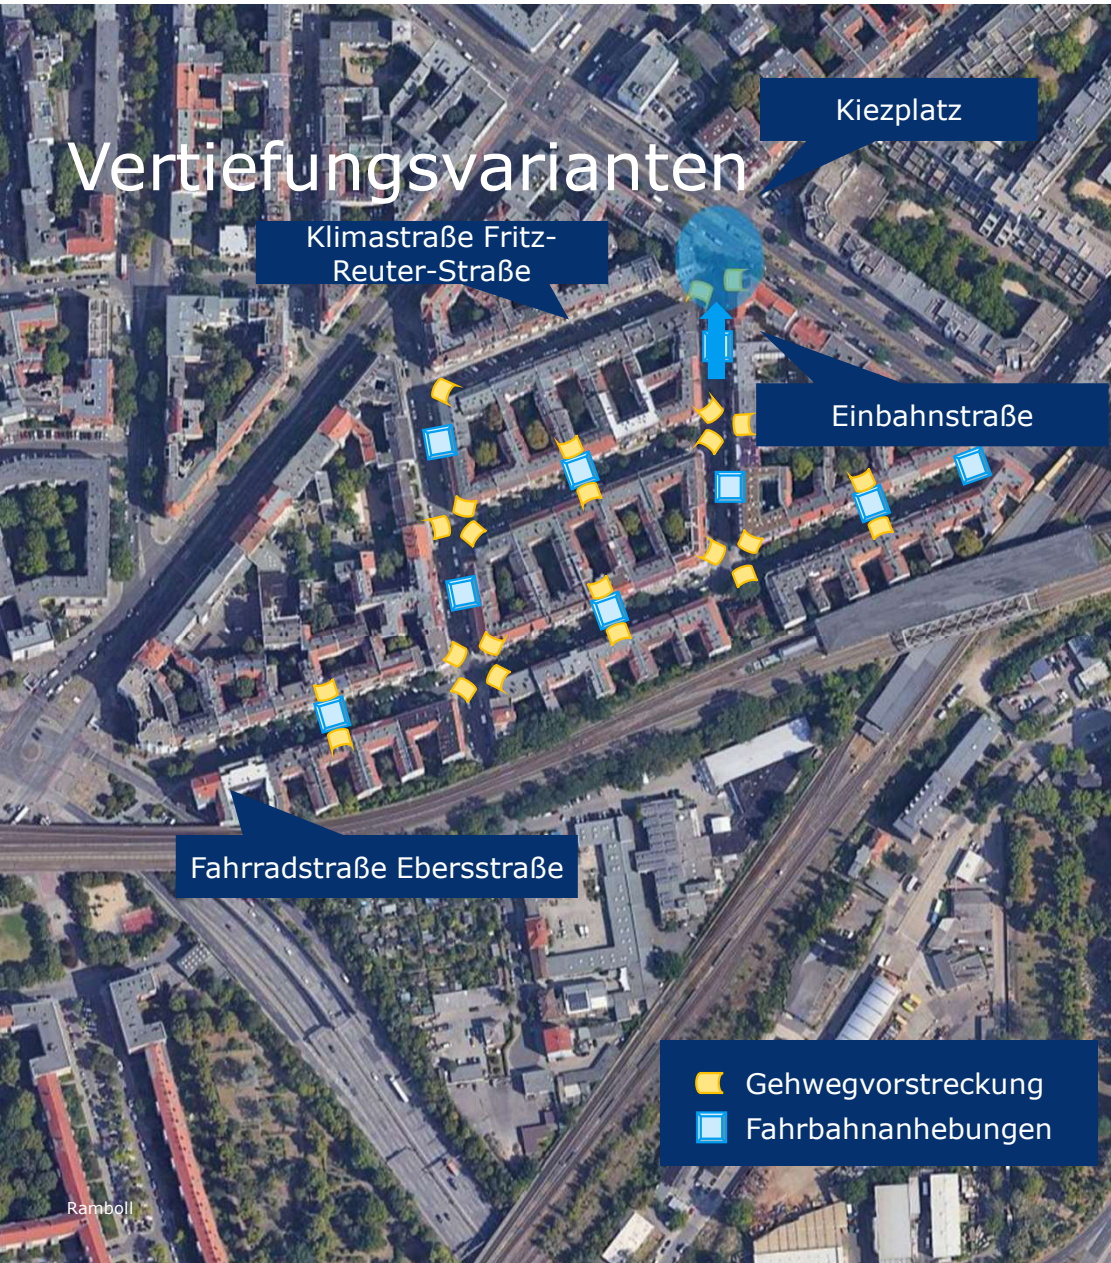 Kiezplatz
Vertiefungsvarianten
Klimastraße Fritz-
Reuter-Straße
Einbahnstraße
Fahrradstraße Ebersstraße
Gehwegvorstreckung
Fahrbahnanhebungen
Ramboll